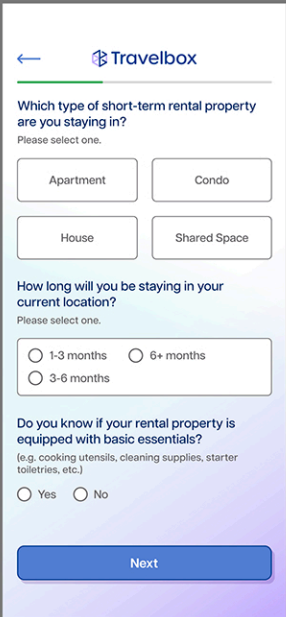 Travelbox
Which type of short-term rental property
are you staying in?
Please select one.
Apartment
Condo
House
Shared Space
How long will you be staying in your
current location?
Please select one.
1-3 months
6+ months
3-6 months
Do you know if your rental property is
equipped with basic essentials?
(e.g. cooking utensils, cleaning supplies, starter
toiletries, etc.)
Yes
No
Next